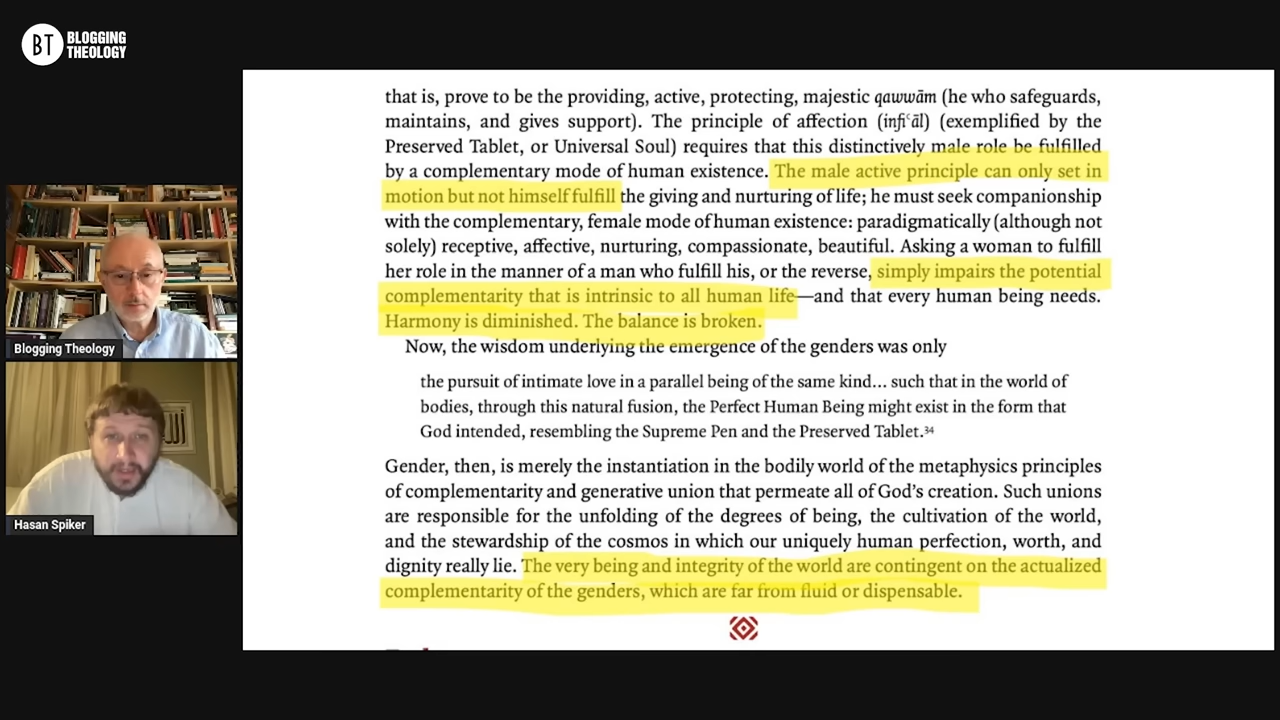 BT BLOGGING
THEOLOGY
that is, prove to be the providing, active, protecting, majestic qawwām (he who safeguards,
maintains, and gives support). The principle of affection (infiʿāl) (exemplified by the
Preserved Tablet, or Universal Soul) requires that this distinctively male role be fulfilled
by a complementary mode of human existence. The male active principle can only set in
motion but not himself fulfill the giving and nurturing of life; he must seek companionship
with the complementary, female mode of human existence: paradigmatically (although not
solely) receptive, affective, nurturing, compassionate, beautiful. Asking a woman to fulfill
her role in the manner of a man who fulfill his, or the reverse, simply impairs the potential
complementarity that is intrinsic to all human life—and that every human being needs.
Harmony is diminished. The balance is broken.
Now, the wisdom underlying the emergence of the genders was only
the pursuit of intimate love in a parallel being of the same kind... such that in the world of
bodies, through this natural fusion, the Perfect Human Being might exist in the form that
God intended, resembling the Supreme Pen and the Preserved Tablet.³⁴
Gender, then, is merely the instantiation in the bodily world of the metaphysics principles
of complementarity and generative union that permeate all of God's creation. Such unions
are responsible for the unfolding of the degrees of being, the cultivation of the world,
and the stewardship of the cosmos in which our uniquely human perfection, worth, and
dignity really lie. The very being and integrity of the world are contingent on the actualized
complementarity of the genders, which are far from fluid or dispensable.
Blogging Theology
Hasan Spiker